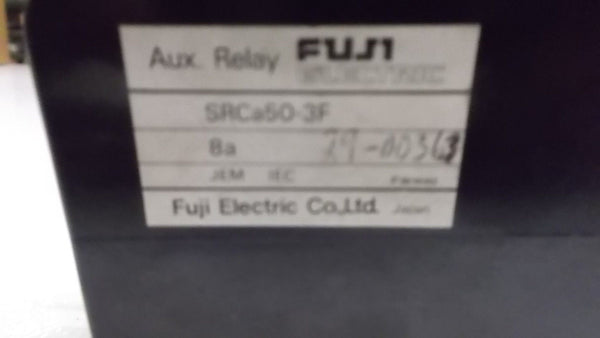 Aux. Relay FUJI
ELECTRIC
SRCa50-3F
8a
JEM IEC
Fuji Electric Co.,Ltd. Japan